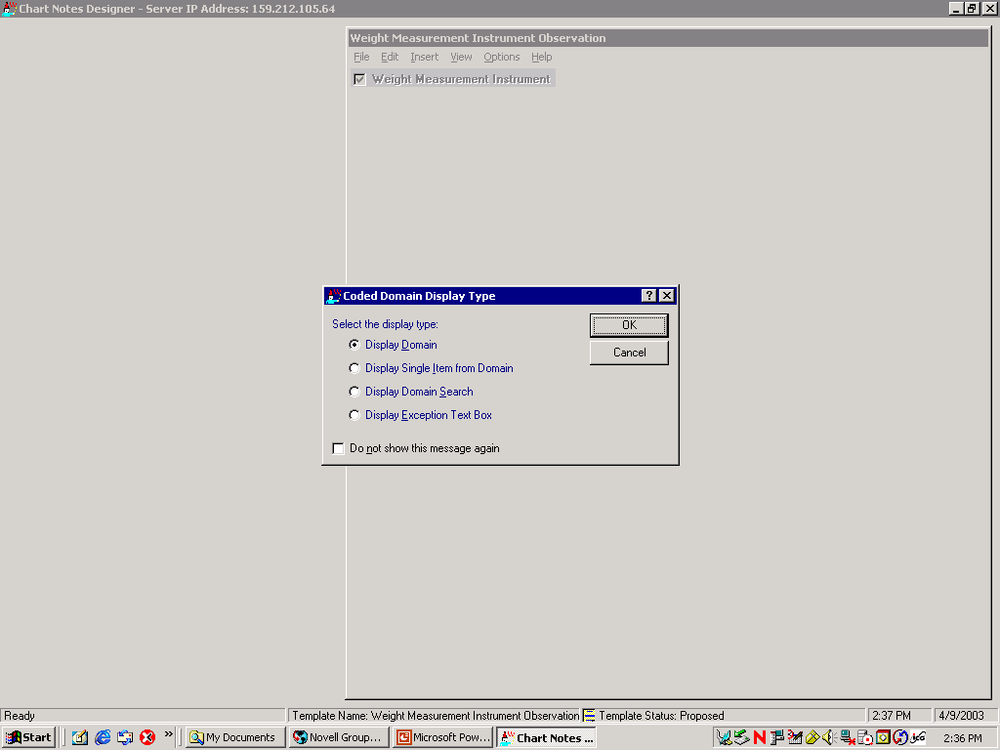 Chart Notes Designer - Server IP Address: 159.212.105.64
Weight Measurement Instrument Observation
File Edit Insert View Options Help
Weight Measurement Instrument
Coded Domain Display Type
Select the display type:
OK
Display Domain
Cancel
Display Single Item from Domain
Display Domain Search
Display Exception Text Box
Do not show this message again
Ready
Template Name: Weight Measurement Instrument Observation
Template Status: Proposed
2:37 PM
4/9/2003
Start
My Documents
Novell Group...
Microsoft Pow...
Chart Notes ...
2:36 PM